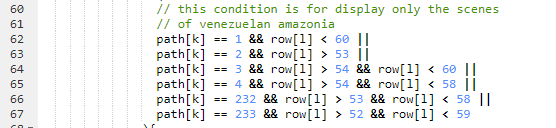 60 // this condition is for display only the scenes
61 // of venezuelan amazonia
62 path[k] == 1 && row[l] < 60 ||
63 path[k] == 2 && row[l] > 53 ||
64 path[k] == 3 && row[l] > 54 && row[l] < 60 ||
65 path[k] == 4 && row[l] > 54 && row[l] < 58 ||
66 path[k] == 232 && row[l] > 53 && row[l] < 58 ||
67 path[k] == 233 && row[l] > 52 && row[l] < 59